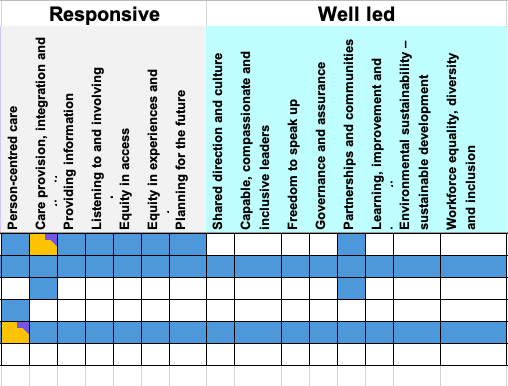 Responsive
Well led
Person-centred care
Care provision, integration and
Providing information
Listening to and involving
Equity in access
Equity in experiences and
Planning for the future
Shared direction and culture
Capable, compassionate and
inclusive leaders
Freedom to speak up
Governance and assurance
Partnerships and communities
Learning, improvement and
Environmental sustainability –
sustainable development
Workforce equality, diversity
and inclusion